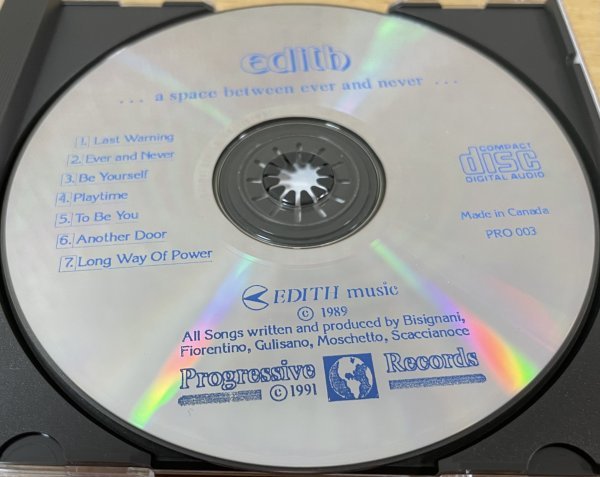 edith
... a space between ever and never ...
1. Last Warning
2. Ever and Never
3. Be Yourself
4. Playtime
5. To Be You
6. Another Door
7. Long Way Of Power
COMPACT
disc
DIGITAL AUDIO
Made in Canada
PRO 003
EDITH music
© 1989
All Songs written and produced by Bisignani,
Fiorentino, Gulisano, Moschetto, Scaccianoce
Progressive Records
© 1991